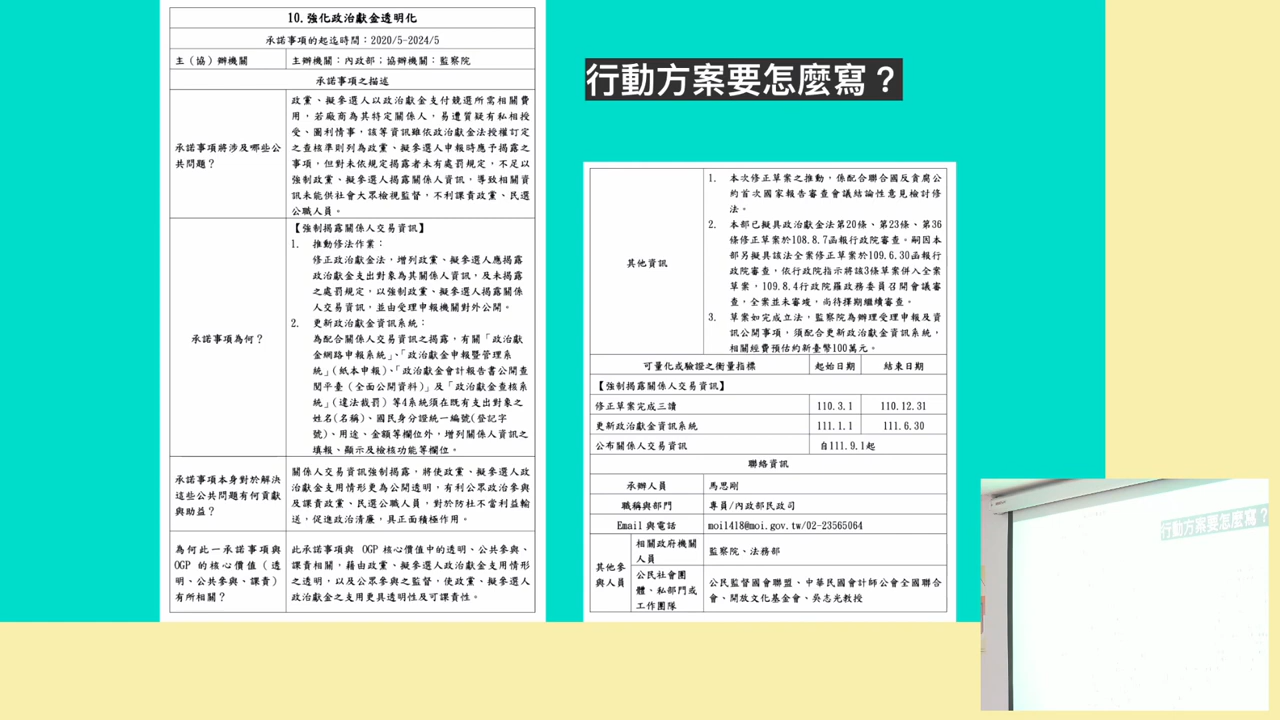 10.強化政治獻金透明化
承諾事項的起迄時間：2020/5-2024/5
主（協）辦機關
主辦機關：內政部；協辦機關：監察院
承諾事項之描述
承諾事項將涉及哪些公
共問題？
政黨、擬參選人以政治獻金支付競選所需相關費
用，若廠商為其特定關係人，易遭質疑有私相授
受、圖利情事，該等資訊雖依政治獻金法授權訂定
之查核準則列為政黨、擬參選人申報時應予揭露之
事項，但對未依規定揭露者未有處罰規定，不足以
強制政黨、擬參選人揭露關係人資訊，導致相關資
訊未能供社會大眾檢視監督，不利課責政黨、民選
公職人員。
承諾事項為何？
【強制揭露關係人交易資訊】
1. 推動修法作業：
修正政治獻金法，增列政黨、擬參選人應揭露
政治獻金支出對象為其關係人資訊，及未揭露
之處罰規定，以強制政黨、擬參選人揭露關係
人交易資訊，並由受理申報機關對外公開。
2. 更新政治獻金資訊系統：
為配合關係人交易資訊之揭露，有關「政治獻
金網路申報系統」、「政治獻金申報暨管理系
統」(紙本申報)、「政治獻金會計報告書公開查
閱平臺（全面公開資料)」及「政治獻金查核系
統」(違法裁罰）等4系統須在既有支出對象之
姓名(名稱)、國民身分證統一編號(登記字
號)、用途、金額等欄位外，增列關係人資訊之
填報、顯示及檢核功能等欄位。
承諾事項本身對於解決
這些公共問題有何貢獻
與助益？
關係人交易資訊強制揭露，將使政黨、擬參選人政
治獻金支用情形更為公開透明，有利公眾政治參與
及課責政黨、民選公職人員，對於防杜不當利益輸
送，促進政治清廉，具正面積極作用。
為何此一承諾事項與
OGP 的核心價值（透
明、公共參與、課責)
有所相關？
此承諾事項與 OGP 核心價值中的透明、公共參與、
課責相關，藉由政黨、擬參選人政治獻金支用情形
之透明，以及公眾參與之監督，使政黨、擬參選人
政治獻金之支用更具透明性及可課責性。
行動方案要怎麼寫？
其他資訊
1. 本次修正草案之推動，係配合聯合國反貪腐公
約首次國家報告審查會議結論性意見檢討修
法。
2. 本部已擬具政治獻金法第20條、第23條、第36
條修正草案於108.8.7函報行政院審查。嗣因本
部另擬具該法全案修正草案於109.6.30函報行
政院審查，依行政院指示將該3條草案併入全案
草案，109.8.4行政院羅政務委員召開會議審
查，全案並未審竣，尚待擇期繼續審查。
3. 草案如完成立法，監察院為辦理受理申報及資
訊公開事項，須配合更新政治獻金資訊系統，
相關經費預估約新臺幣100萬元。
可量化或驗證之衡量指標
起始日期
結束日期
【強制揭露關係人交易資訊】
修正草案完成三讀
110.3.1
110.12.31
更新政治獻金資訊系統
111.1.1
111.6.30
公布關係人交易資訊
自111.9.1起
聯絡資訊
承辦人員
馬思剛
職稱與部門
專員/內政部民政司
Email 與電話
moi1418@moi.gov.tw/02-23565064
其他參
與人員
相關政府機關
人員
監察院、法務部
公民社會團
體、私部門或
工作團隊
公民監督國會聯盟、中華民國會計師公會全國聯合
會、開放文化基金會、吳志光教授
行動方案要怎麼寫？